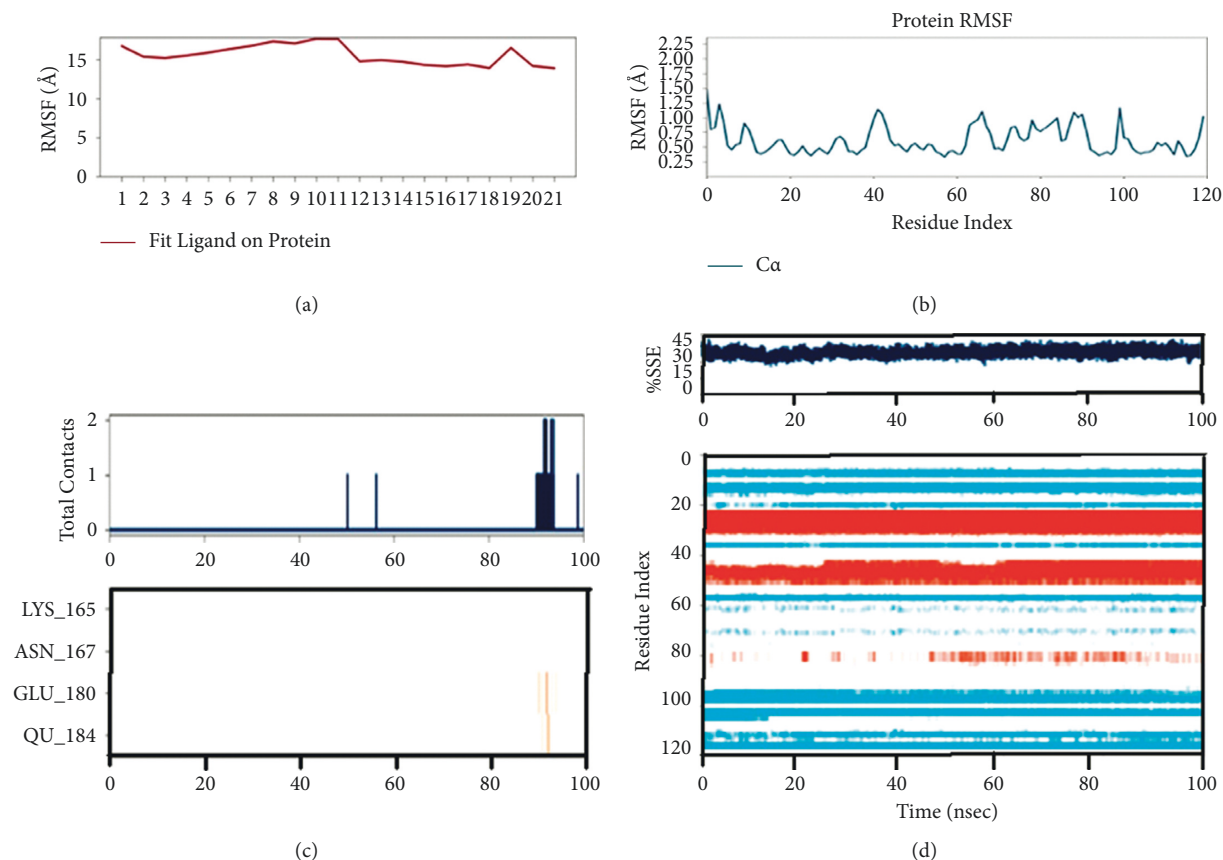 RMSF (Å)
15
10
5
0
1 2 3 4 5 6 7 8 9 10 11 12 13 14 15 16 17 18 19 20 21
Fit Ligand on Protein
(a)
Protein RMSF
RMSF (Å)
2.25
2.00
1.75
1.50
1.25
1.00
0.75
0.50
0.25
0 20 40 60 80 100 120
Residue Index
Cα
(b)
Total Contacts
2
1
0
0 20 40 60 80 100
LYS_165
ASN_167
GLU_180
QU_184
0 20 40 60 80 100
(c)
%SSE
45
30
15
0
0 20 40 60 80 100
Residue Index
0
20
40
60
80
100
120
0 20 40 60 80 100
Time (nsec)
(d)